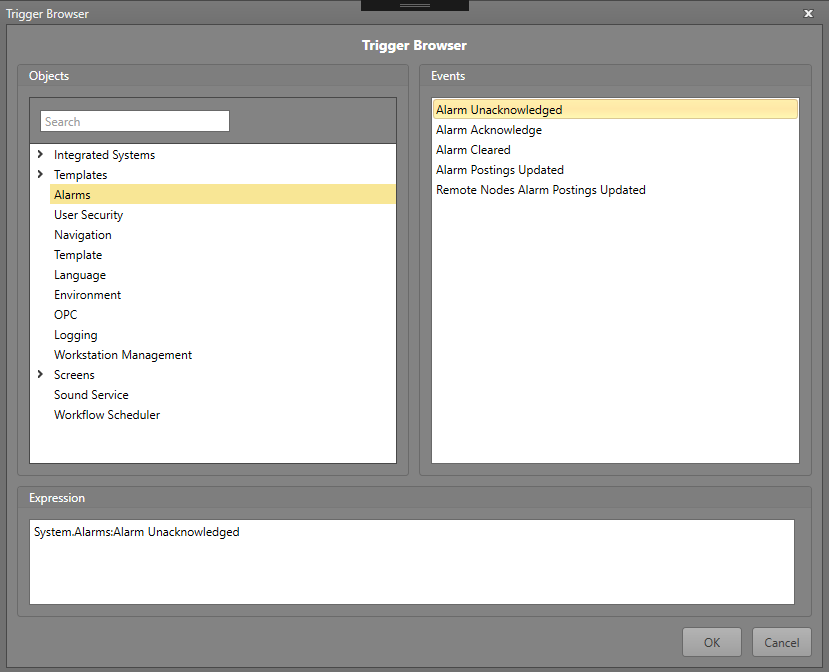 Trigger Browser
Trigger Browser
Objects
Search
Integrated Systems
Templates
Alarms
User Security
Navigation
Template
Language
Environment
OPC
Logging
Workstation Management
Screens
Sound Service
Workflow Scheduler
Events
Alarm Unacknowledged
Alarm Acknowledge
Alarm Cleared
Alarm Postings Updated
Remote Nodes Alarm Postings Updated
Expression
System.Alarms:Alarm Unacknowledged
OK
Cancel